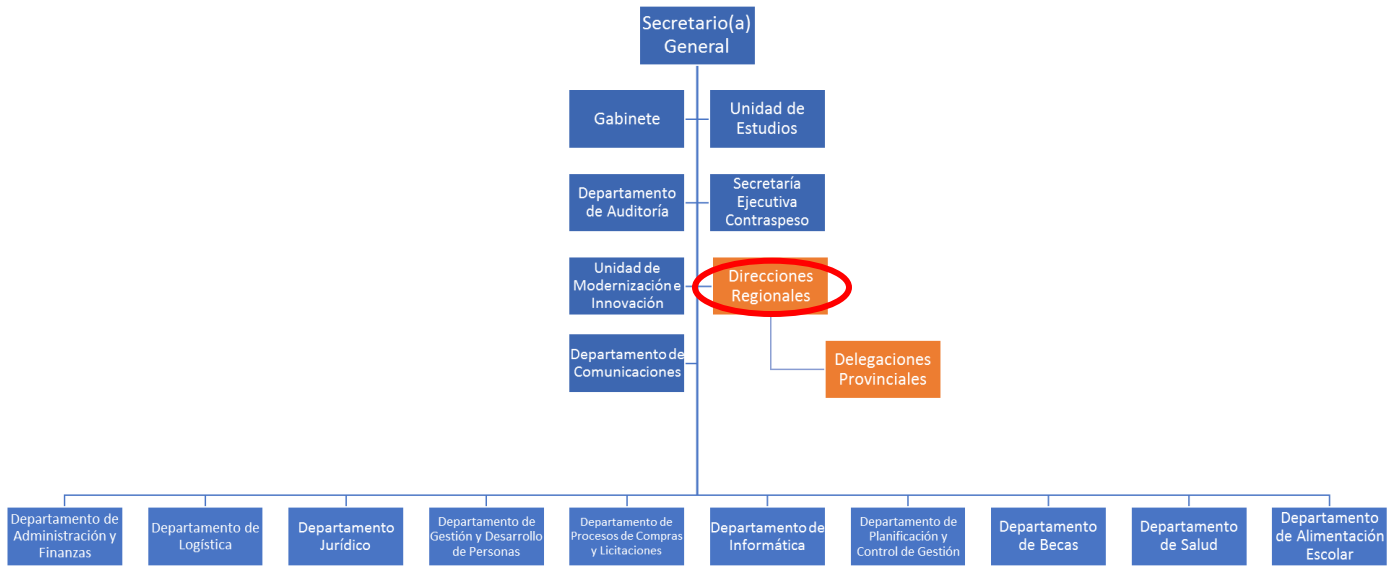 Secretario(a)
General
Gabinete
Unidad de
Estudios
Departamento
de Auditoría
Secretaría
Ejecutiva
Contraspeso
Unidad de
Modernización e
Innovación
Direcciones
Regionales
Departamento de
Comunicaciones
Delegaciones
Provinciales
Departamento de
Administración y
Finanzas
Departamento de
Logística
Departamento
Jurídico
Departamento de
Gestión y Desarrollo
de Personas
Departamento de
Procesos de Compras
y Licitaciones
Departamento de
Informática
Departamento de
Planificación y
Control de Gestión
Departamento
de Becas
Departamento
de Salud
Departamento
de Alimentación
Escolar